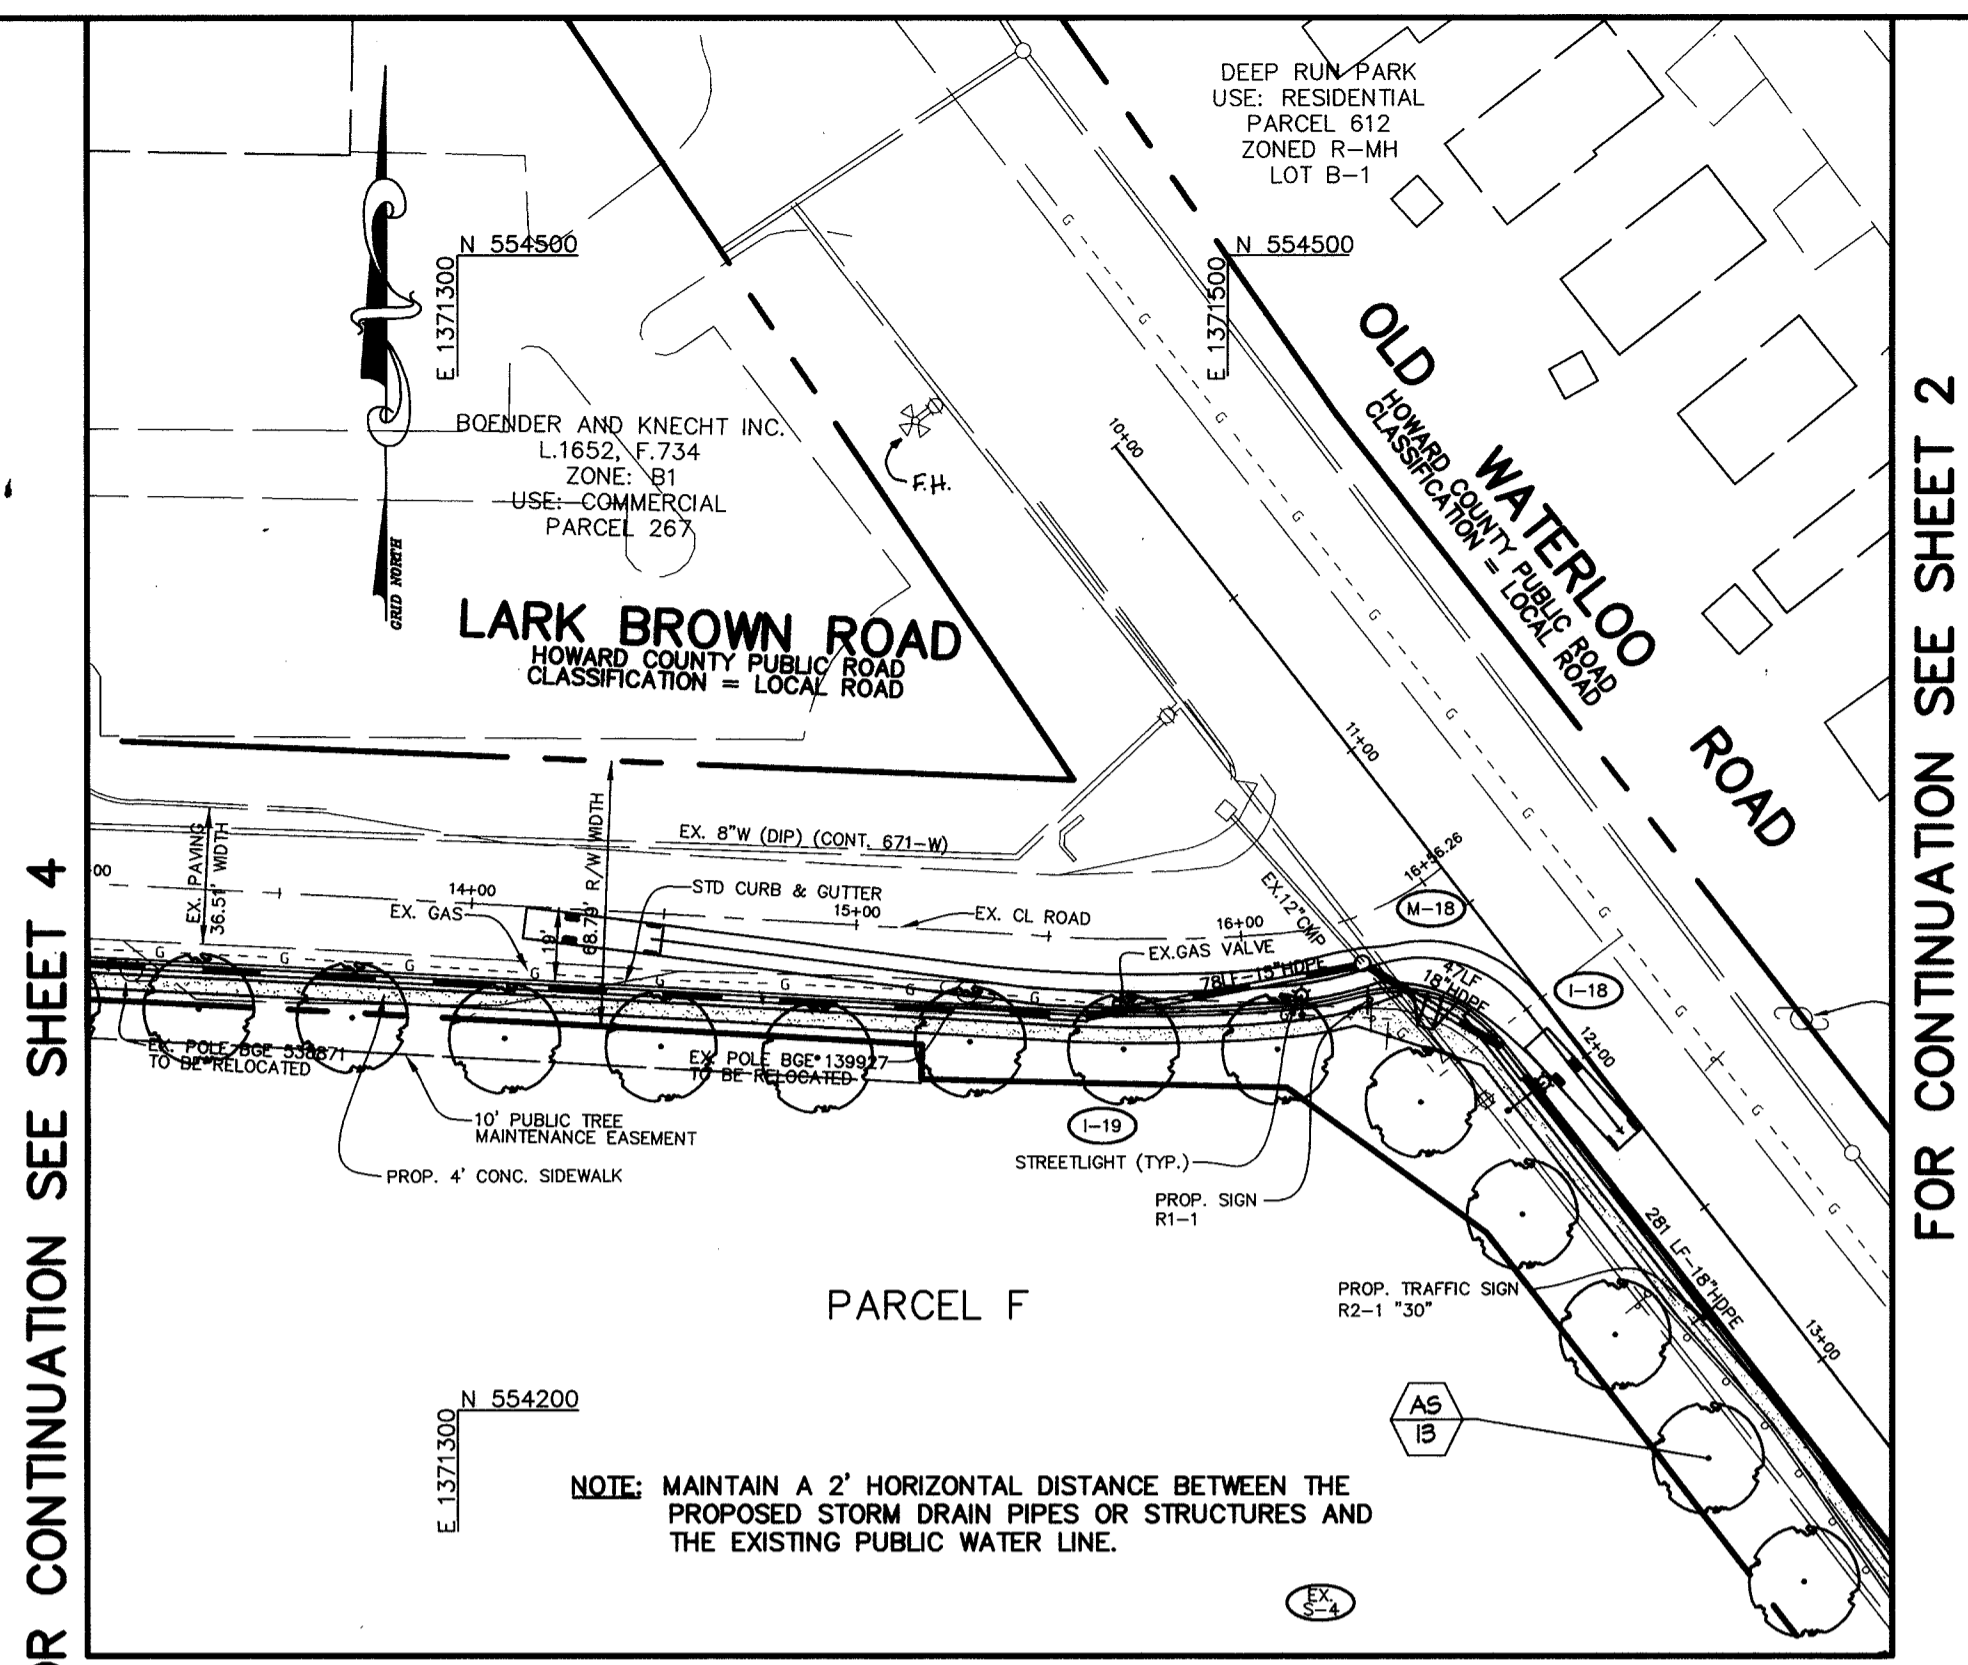 DEEP RUN PARK
USE: RESIDENTIAL
PARCEL 612
ZONED R-MH
LOT B-1
N 554500
E 1371300
N 554500
E 1371500
GRID NORTH
BOENDER AND KNECHT INC.
L.1652, F.734
ZONE: B1
USE: COMMERCIAL
PARCEL 267
F.H.
10+00
OLD WATERLOO ROAD
HOWARD COUNTY PUBLIC ROAD
CLASSIFICATION = LOCAL ROAD
LARK BROWN ROAD
HOWARD COUNTY PUBLIC ROAD
CLASSIFICATION = LOCAL ROAD
11+00
EX. PAVING
36.51' WIDTH
68.79' R/W WIDTH
EX. 8"W (DIP) (CONT. 671-W)
00
14+00
STD CURB & GUTTER
EX. GAS
19'
15+00
EX. CL ROAD
16+00
EX.GAS VALVE
EX.12"CMP
16+56.26
M-18
78LF-15"HDPE
47LF
18"HDPE
I-18
12+00
EX. POLE BGE 538871
TO BE RELOCATED
EX. POLE BGE 139927
TO BE RELOCATED
10' PUBLIC TREE
MAINTENANCE EASEMENT
PROP. 4' CONC. SIDEWALK
I-19
STREETLIGHT (TYP.)
PROP. SIGN
R1-1
281 LF-18"HDPE
PROP. TRAFFIC SIGN
R2-1 "30"
13+00
PARCEL F
AS
13
N 554200
E 1371300
NOTE: MAINTAIN A 2' HORIZONTAL DISTANCE BETWEEN THE
PROPOSED STORM DRAIN PIPES OR STRUCTURES AND
THE EXISTING PUBLIC WATER LINE.
EX.
S-4
OR CONTINUATION SEE SHEET 4
FOR CONTINUATION SEE SHEET 2